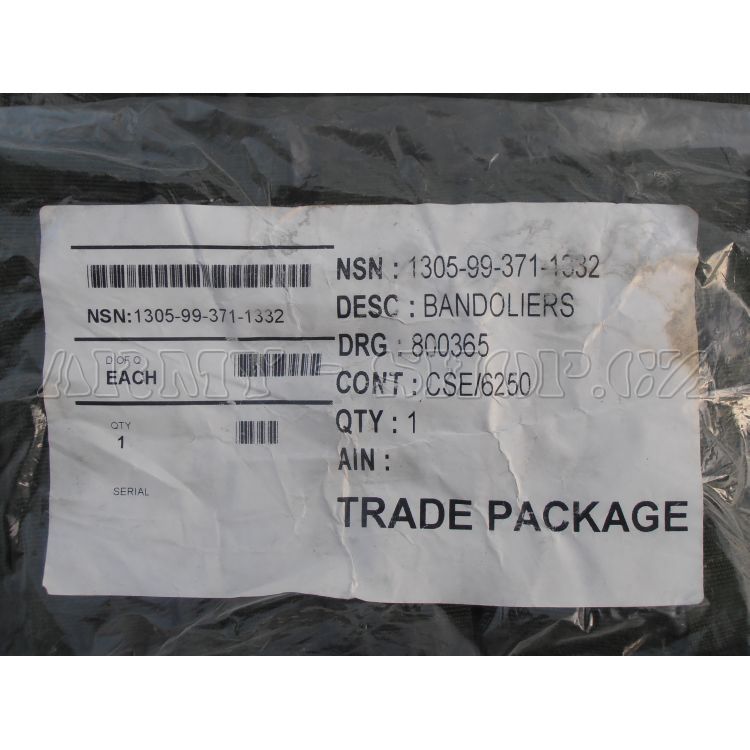 NSN:1305-99-371-1332
D OF Q
EACH
QTY
1
SERIAL
NSN : 1305-99-371-1332
DESC : BANDOLIERS
DRG : 800365
CONT : CSE/6250
QTY : 1
AIN :
TRADE PACKAGE
ARMY-SHOP.CZ